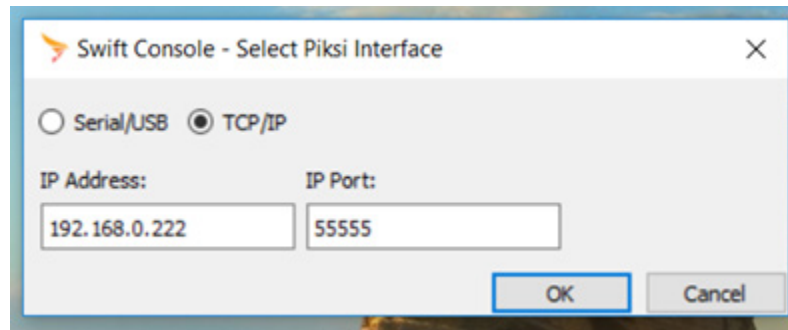 Swift Console - Select Piksi Interface
Serial/USB TCP/IP
IP Address: IP Port:
192.168.0.222 55555
OK Cancel